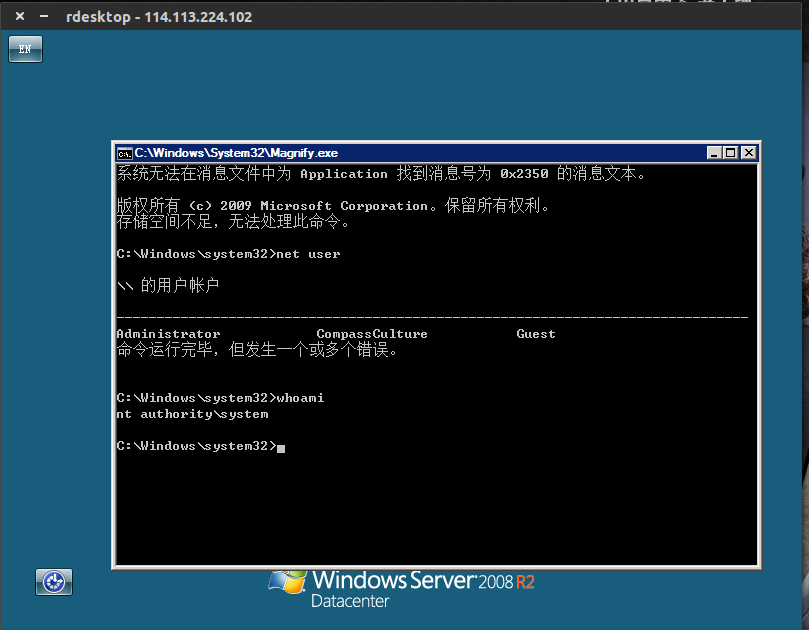 rdesktop - 114.113.224.102
EN
C:\Windows\System32\Magnify.exe
系统无法在消息文件中为 Application 找到消息号为 0x2350 的消息文本。
版权所有 (c) 2009 Microsoft Corporation。保留所有权利。
存储空间不足，无法处理此命令。
C:\Windows\system32>net user
\\ 的用户帐户
-------------------------------------------------------------------------------
Administrator CompassCulture Guest
命令运行完毕，但发生一个或多个错误。
C:\Windows\system32>whoami
nt authority\system
C:\Windows\system32>
Windows Server 2008 R2
Datacenter